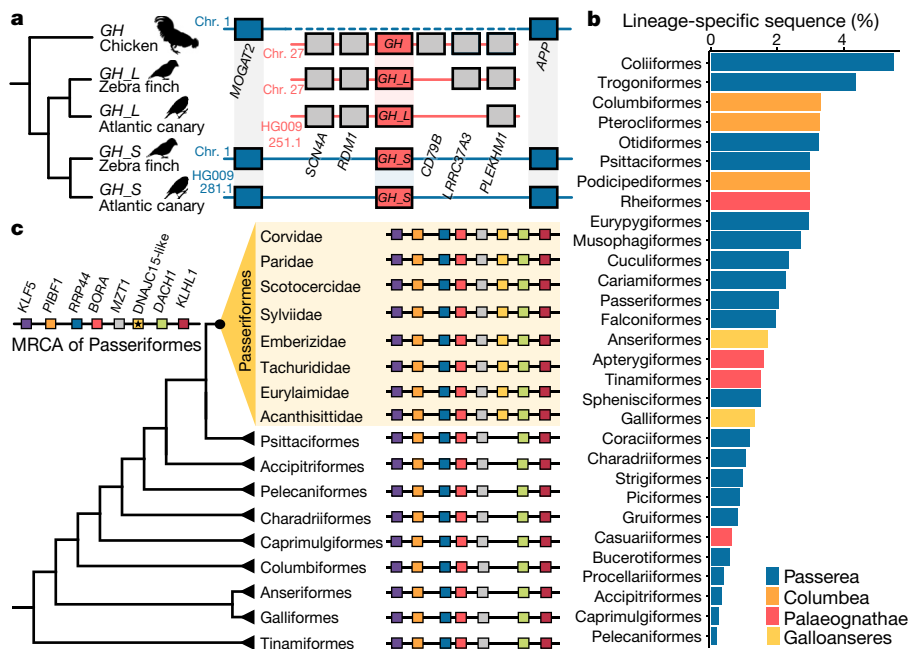 a
GH
Chicken
GH_L
Zebra finch
GH_L
Atlantic canary
GH_S
Zebra finch
GH_S
Atlantic canary
Chr. 1
MOGAT2
APP
Chr. 27
GH
Chr. 27
GH_L
HG009
251.1
GH_L
SCN4A
RDM1
CD79B
LRRC37A3
PLEKHM1
Chr. 1
GH_S
HG009
281.1
GH_S
b
Lineage-specific sequence (%)
0 2 4
Coliiformes
Trogoniformes
Columbiformes
Pterocliformes
Otidiformes
Psittaciformes
Podicipediformes
Rheiformes
Eurypygiformes
Musophagiformes
Cuculiformes
Cariamiformes
Passeriformes
Falconiformes
Anseriformes
Apterygiformes
Tinamiformes
Sphenisciformes
Galliformes
Coraciiformes
Charadriiformes
Strigiformes
Piciformes
Gruiformes
Casuariiformes
Bucerotiformes
Procellariiformes
Accipitriformes
Caprimulgiformes
Pelecaniformes
Passerea
Columbea
Palaeognathae
Galloanseres
c
KLF5
PIBF1
RRP44
BORA
MZT1
DNAJC15-like
DACH1
KLHL1
MRCA of Passeriformes
Passeriformes
Corvidae
Paridae
Scotocercidae
Sylviidae
Emberizidae
Tachurididae
Eurylaimidae
Acanthisittidae
Psittaciformes
Accipitriformes
Pelecaniformes
Charadriiformes
Caprimulgiformes
Columbiformes
Anseriformes
Galliformes
Tinamiformes